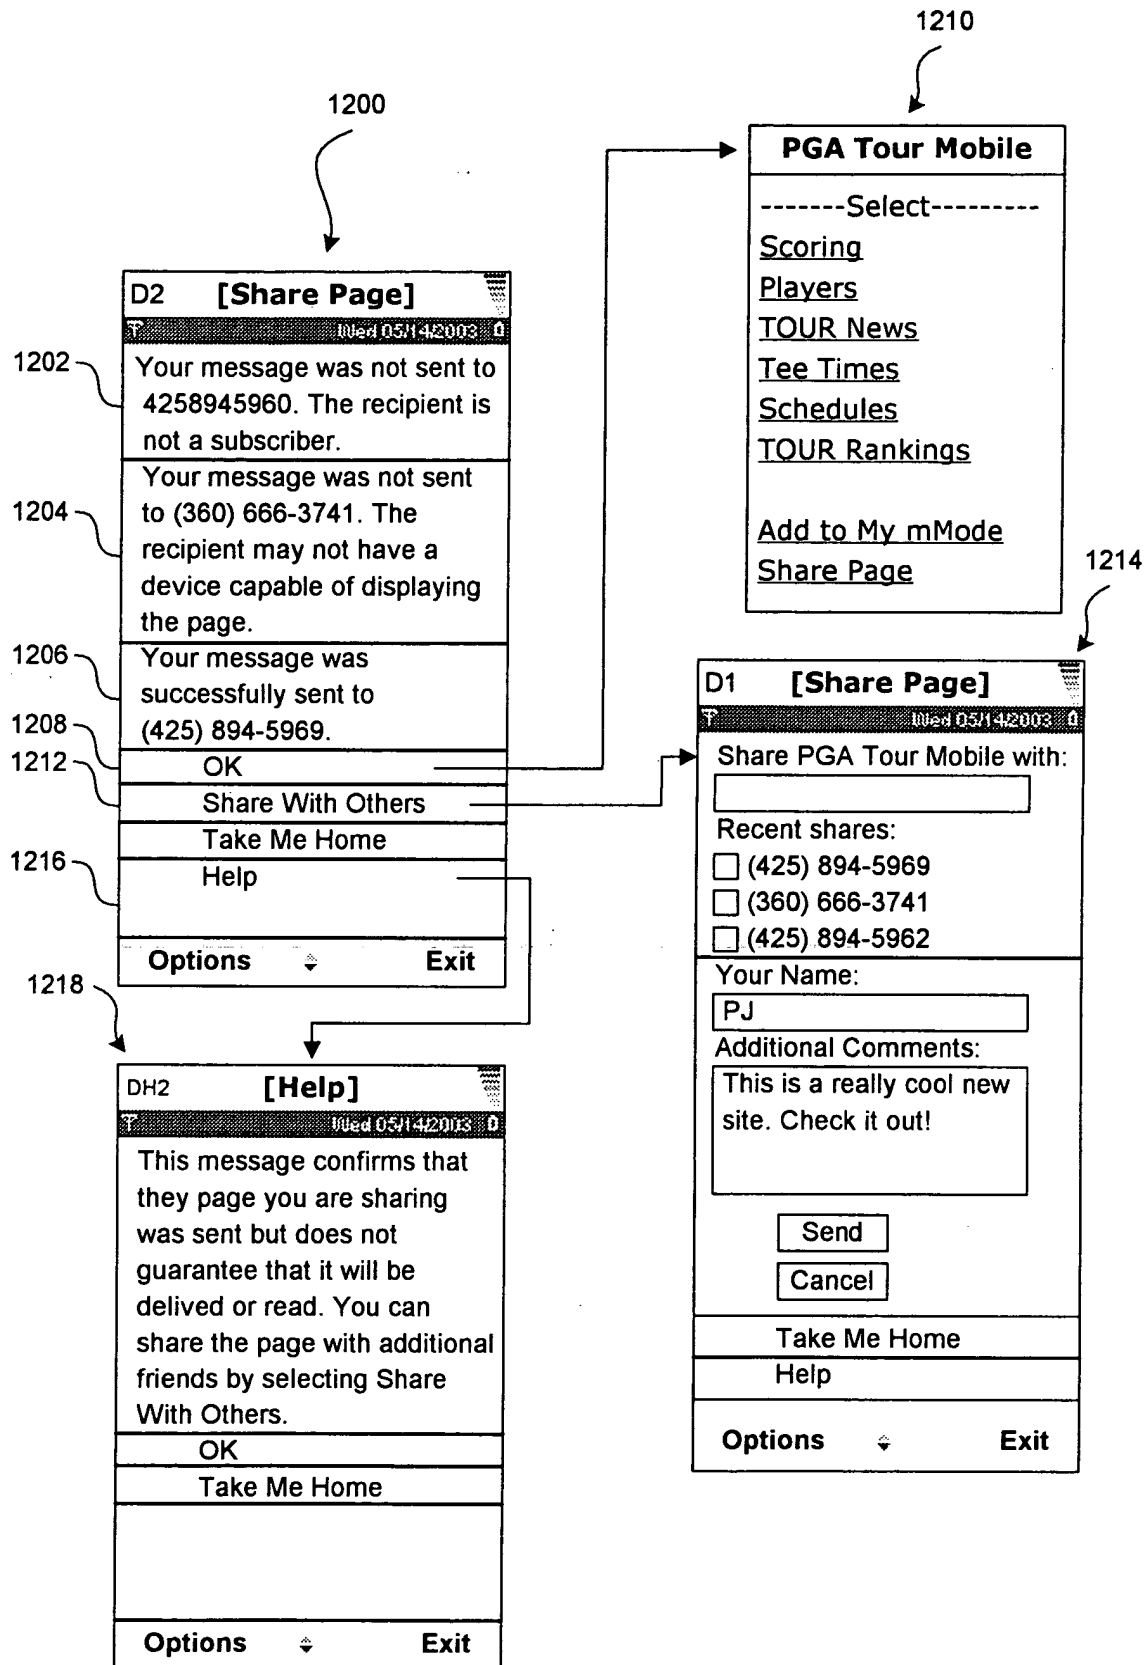 1210
1200
PGA Tour Mobile
-------Select---------
Scoring
Players
TOUR News
Tee Times
Schedules
TOUR Rankings
Add to My mMode
Share Page
D2 [Share Page]
Wed 05/14/2003
1202
Your message was not sent to
4258945960. The recipient is
not a subscriber.
1204
Your message was not sent
to (360) 666-3741. The
recipient may not have a
device capable of displaying
the page.
1206
Your message was
successfully sent to
(425) 894-5969.
1208
OK
1212
Share With Others
Take Me Home
1216
Help
Options Exit
1214
D1 [Share Page]
Wed 05/14/2003
Share PGA Tour Mobile with:
Recent shares:
(425) 894-5969
(360) 666-3741
(425) 894-5962
Your Name:
PJ
Additional Comments:
This is a really cool new
site. Check it out!
Send
Cancel
Take Me Home
Help
Options Exit
1218
DH2 [Help]
Wed 05/14/2003
This message confirms that
they page you are sharing
was sent but does not
guarantee that it will be
delived or read. You can
share the page with additional
friends by selecting Share
With Others.
OK
Take Me Home
Options Exit